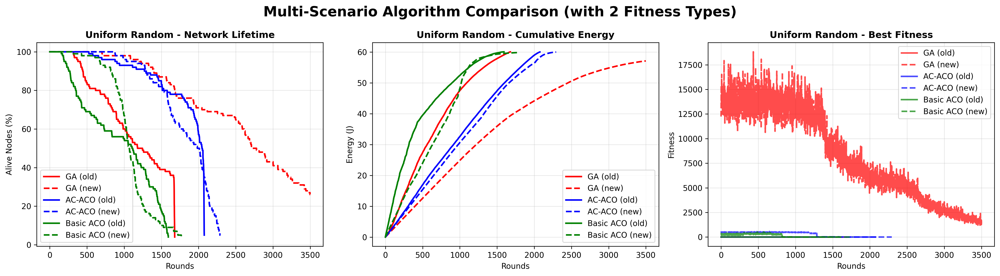 Multi-Scenario Algorithm Comparison (with 2 Fitness Types)
Uniform Random - Network Lifetime
Alive Nodes (%)
100
80
60
40
20
0
GA (old)
GA (new)
AC-ACO (old)
AC-ACO (new)
Basic ACO (old)
Basic ACO (new)
0 500 1000 1500 2000 2500 3000 3500
Rounds
Uniform Random - Cumulative Energy
Energy (J)
60
50
40
30
20
10
0
GA (old)
GA (new)
AC-ACO (old)
AC-ACO (new)
Basic ACO (old)
Basic ACO (new)
0 500 1000 1500 2000 2500 3000 3500
Rounds
Uniform Random - Best Fitness
Fitness
17500
15000
12500
10000
7500
5000
2500
0
GA (old)
GA (new)
AC-ACO (old)
AC-ACO (new)
Basic ACO (old)
Basic ACO (new)
0 500 1000 1500 2000 2500 3000 3500
Rounds